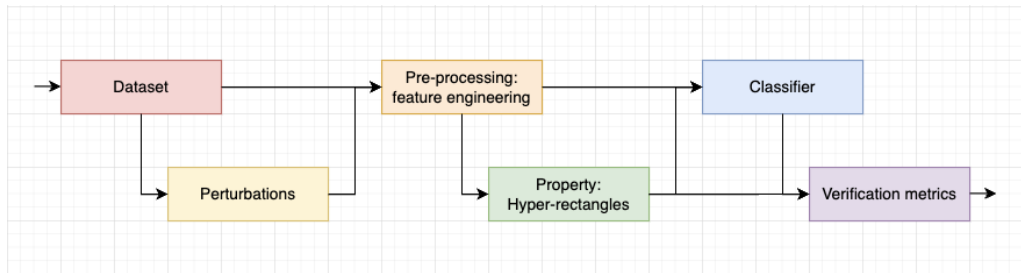 Dataset
Pre-processing:
feature engineering
Classifier
Perturbations
Property:
Hyper-rectangles
Verification metrics